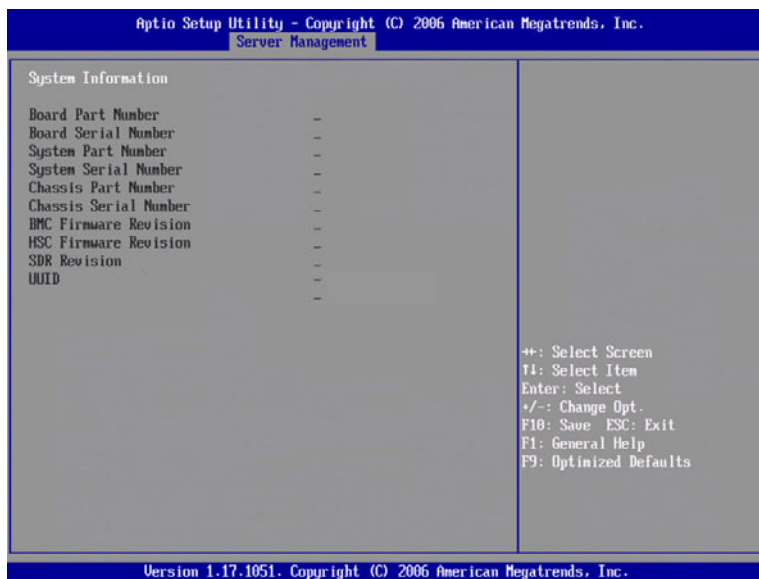 Aptio Setup Utility - Copyright (C) 2006 American Megatrends, Inc.
Server Management
System Information
Board Part Number _
Board Serial Number _
System Part Number _
System Serial Number _
Chassis Part Number _
Chassis Serial Number _
BMC Firmware Revision _
HSC Firmware Revision _
SDR Revision _
UUID _
_
→←: Select Screen
↑↓: Select Item
Enter: Select
+/-: Change Opt.
F10: Save ESC: Exit
F1: General Help
F9: Optimized Defaults
Version 1.17.1051. Copyright (C) 2006 American Megatrends, Inc.